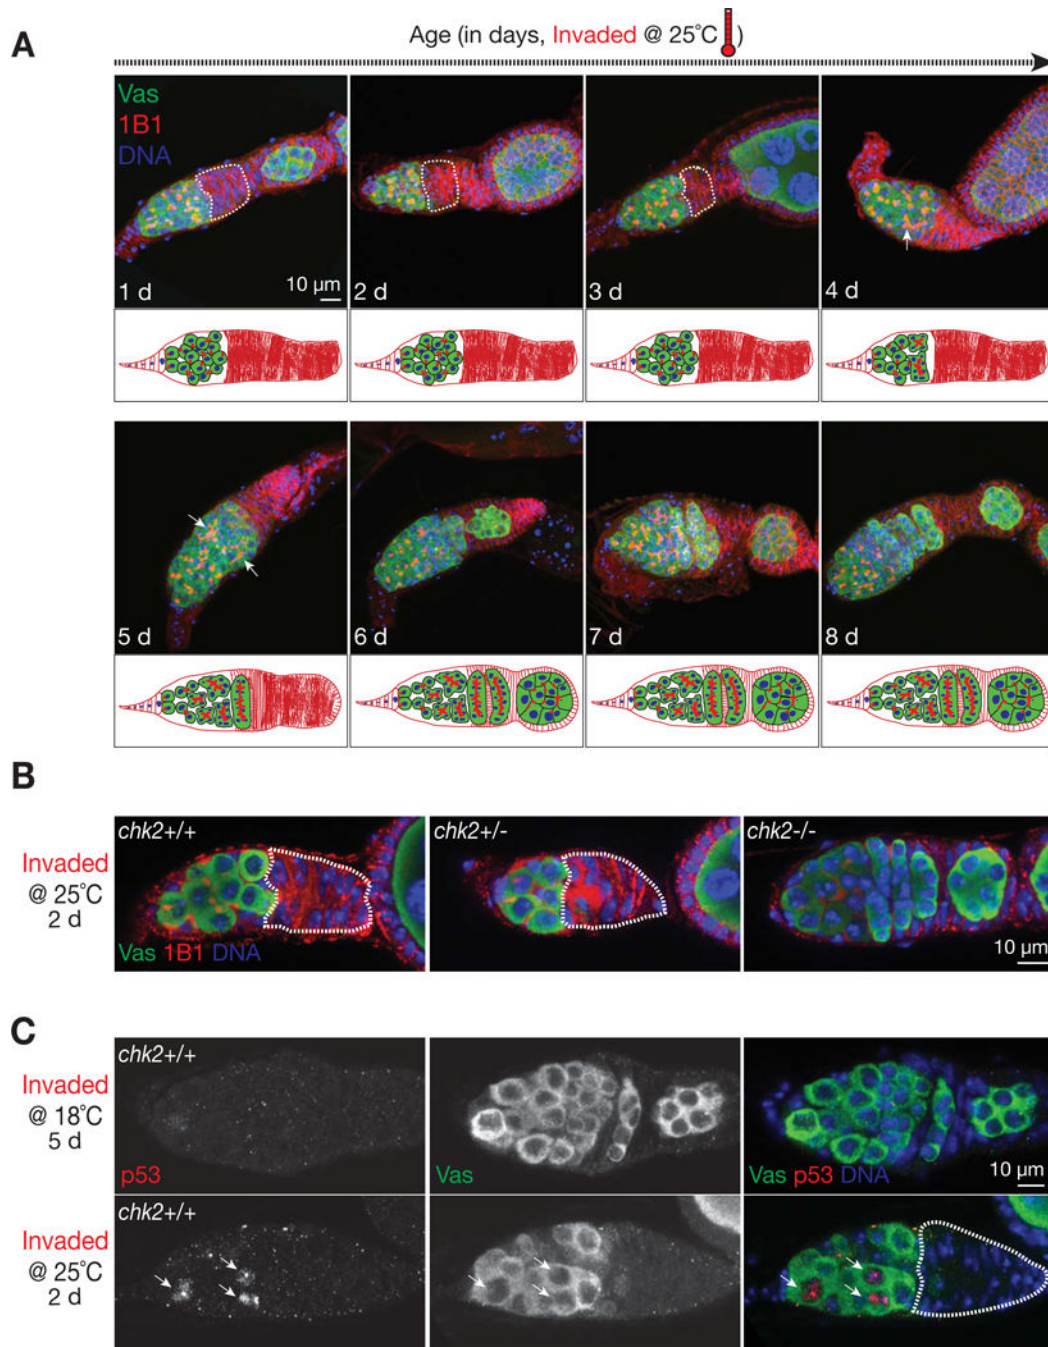 A
Age (in days, Invaded @ 25°C )
Vas
1B1
DNA
1 d
10 µm
2 d
3 d
4 d
5 d
6 d
7 d
8 d
B
Invaded
@ 25°C
2 d
chk2+/+
Vas 1B1 DNA
chk2+/-
chk2-/-
10 µm
C
Invaded
@ 18°C
5 d
chk2+/+
p53
Vas
Vas p53 DNA
10 µm
Invaded
@ 25°C
2 d
chk2+/+